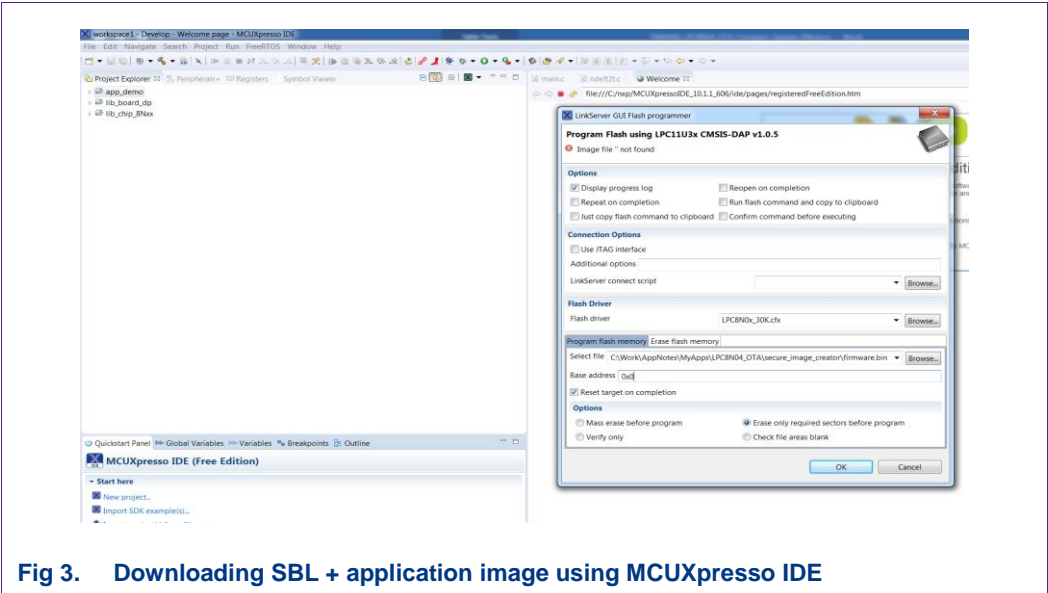 workspace1 - Develop - Welcome page - MCUXpresso IDE
File Edit Navigate Search Project Run FreeRTOS Window Help
Project Explorer Peripherals+ Registers Symbol Viewer
main.c ndeft2t.c Welcome
app_demo
lib_board_dp
lib_chip_8Nxx
file:///C:/nxp/MCUXpressoIDE_10.1.1_606/ide/pages/registeredFreeEdition.htm
LinkServer GUI Flash programmer
Program Flash using LPC11U3x CMSIS-DAP v1.0.5
Image file '' not found
Options
Display progress log Reopen on completion
Repeat on completion Run flash command and copy to clipboard
Just copy flash command to clipboard Confirm command before executing
Connection Options
Use JTAG interface
Additional options
LinkServer connect script Browse...
Flash Driver
Flash driver LPC8N0x_30K.cfx Browse...
Program flash memory Erase flash memory
Select file C:\Work\AppNotes\MyApps\LPC8N04_OTA\secure_image_creator\firmware.bin Browse...
Base address 0x0
Reset target on completion
Options
Mass erase before program Erase only required sectors before program
Verify only Check file areas blank
OK Cancel
Quickstart Panel Global Variables Variables Breakpoints Outline
MCUXpresso IDE (Free Edition)
Start here
New project...
Import SDK example(s)...
Fig 3. Downloading SBL + application image using MCUXpresso IDE